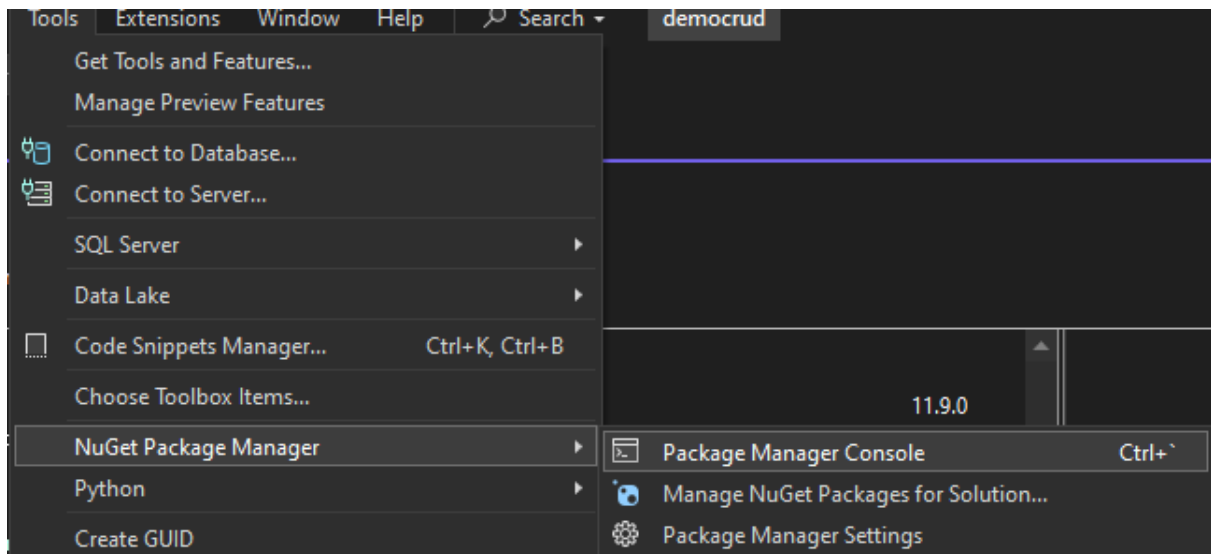 Tools Extensions Window Help Search democrud
Get Tools and Features...
Manage Preview Features
Connect to Database...
Connect to Server...
SQL Server
Data Lake
Code Snippets Manager... Ctrl+K, Ctrl+B
Choose Toolbox Items...
11.9.0
NuGet Package Manager
Package Manager Console Ctrl+`
Python
Manage NuGet Packages for Solution...
Create GUID
Package Manager Settings